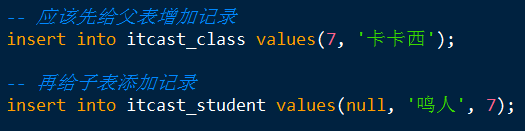 -- 应该先给父表增加记录
insert into itcast_class values(7, '卡卡西');
-- 再给子表添加记录
insert into itcast_student values(null, '鸣人', 7);